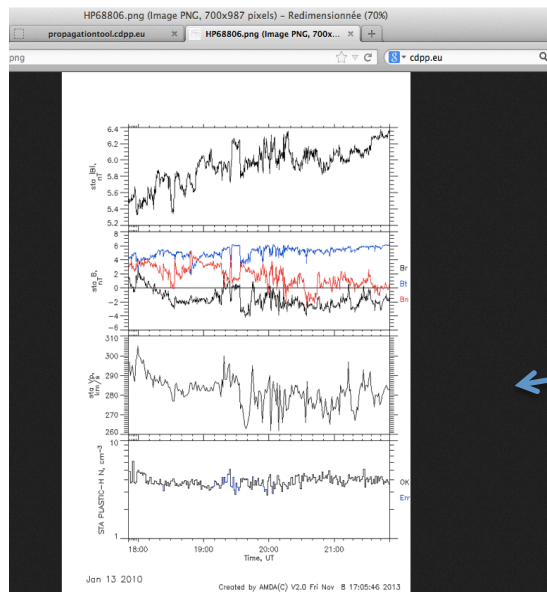 HP68806.png (Image PNG, 700x987 pixels) – Redimensionnée (70%)
propagationtool.cdpp.eu × HP68806.png (Image PNG, 700x... × +
png cdpp.eu
6.4
6.2
6.0
5.8
5.6
5.4
5.2
sta |B|,
nT
8
6
4
2
0
−2
−4
−6
sta B,
nT
Br
Bt
Bn
310
300
290
280
270
260
sta Vp,
km/s
10
1
STA PLASTIC−H N, cm⁻³
OK
Err
18:00 19:00 20:00 21:00
Time, UT
Jan 13 2010
Created by AMDA(C) V2.0 Fri Nov 8 17:05:46 2013